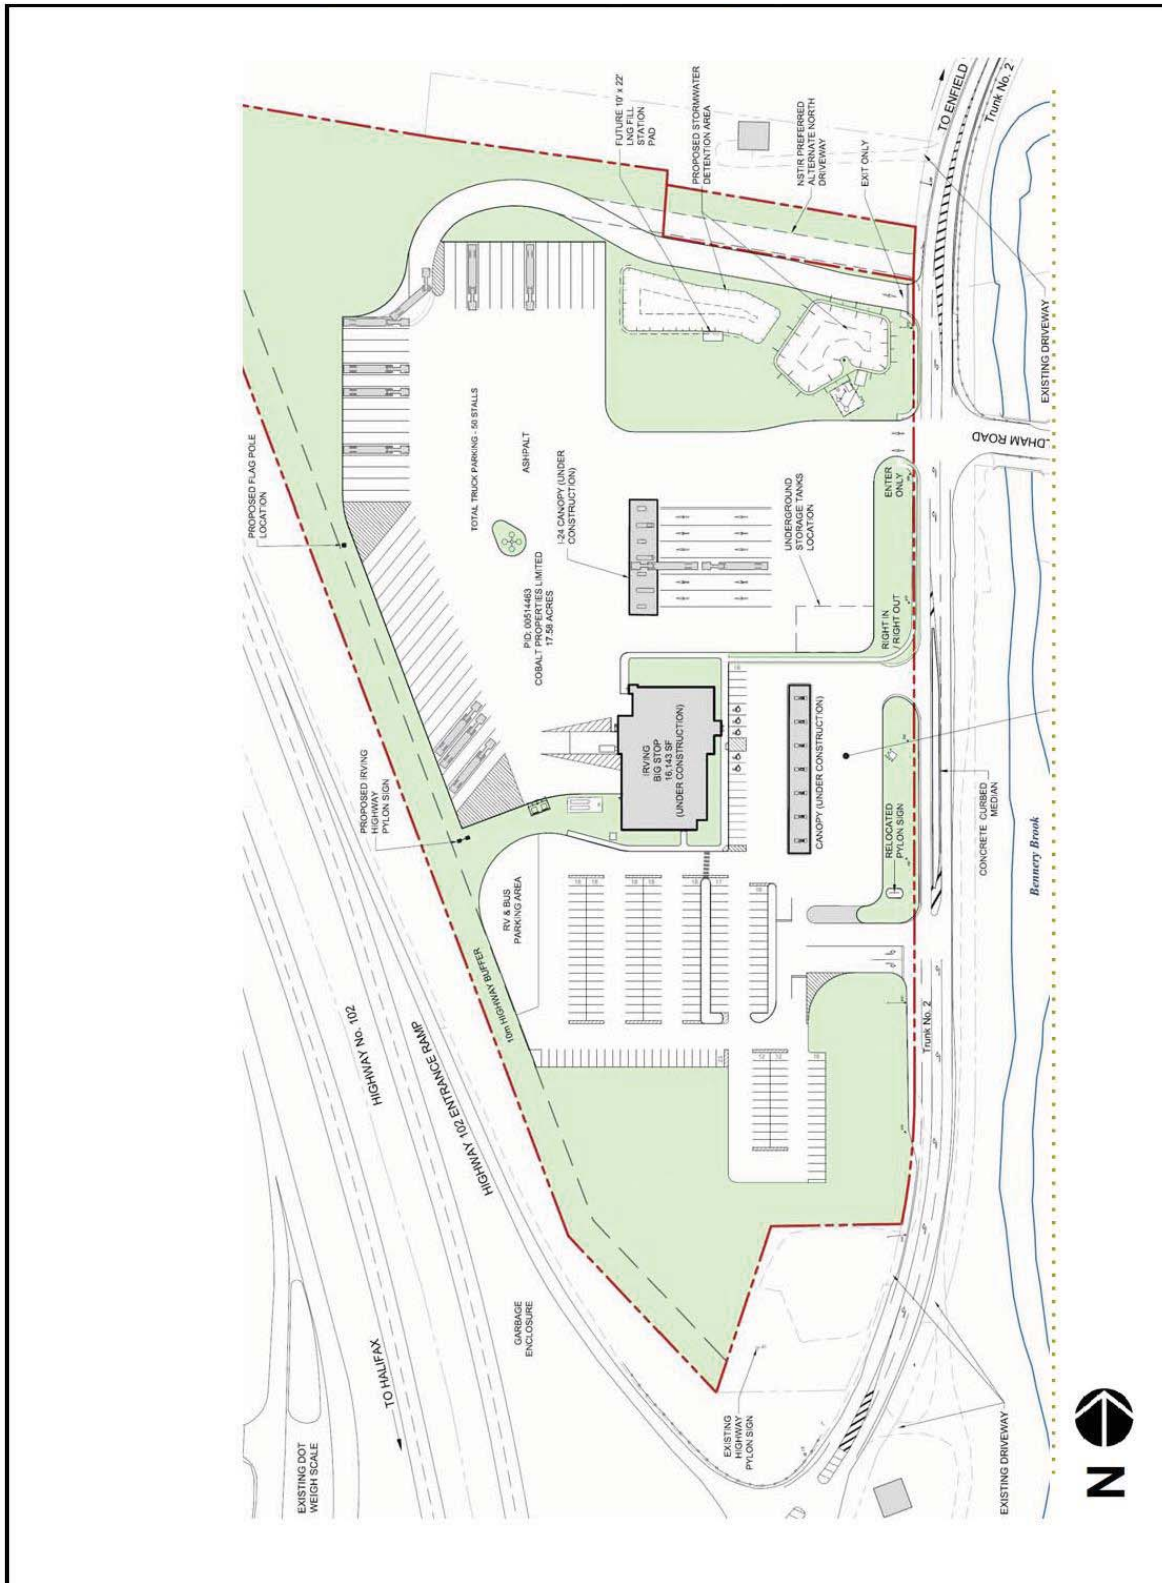 TO ENFIELD
Trunk No. 2
FUTURE 10' x 22'
LNG FILL
STATION
PAD
PROPOSED STORMWATER
DETENTION AREA
NSTIR PREFERRED
ALTERNATE NORTH
DRIVEWAY
EXIT ONLY
EXISTING DRIVEWAY
DHAM ROAD
PROPOSED FLAG POLE
LOCATION
TOTAL TRUCK PARKING - 50 STALLS
ASHPALT
I-24 CANOPY (UNDER
CONSTRUCTION)
UNDERGROUND
STORAGE TANKS
LOCATION
ENTER
ONLY
PID: 00514463
COBALT PROPERTIES LIMITED
17.58 ACRES
RIGHT IN
/ RIGHT OUT
PROPOSED IRVING
HIGHWAY
PYLON SIGN
IRVING
BIG STOP
16,143 SF
(UNDER CONSTRUCTION)
CANOPY (UNDER CONSTRUCTION)
RELOCATED
PYLON SIGN
CONCRETE CURBED
MEDIAN
Bennery Brook
RV & BUS
PARKING AREA
10m HIGHWAY BUFFER
HIGHWAY No. 102
HIGHWAY 102 ENTRANCE RAMP
Trunk No. 2
TO HALIFAX
GARBAGE
ENCLOSURE
EXISTING DOT
WEIGH SCALE
EXISTING
HIGHWAY
PYLON SIGN
EXISTING DRIVEWAY
N